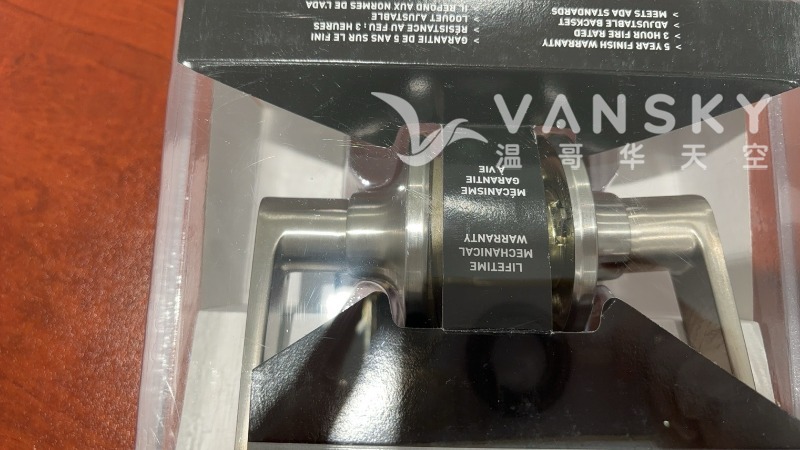 ✓ 5 YEAR FINISH WARRANTY
✓ 3 HOUR FIRE RATED
✓ ADJUSTABLE BACKSET
✓ MEETS ADA STANDARDS
✓ GARANTIE DE 5 ANS SUR LE FINI
✓ RÉSISTANCE AU FEU: 3 HEURES
✓ LOQUET AJUSTABLE
IL RÉPOND AUX NORMES DE L'ADA
LIFETIME
MECHANICAL
WARRANTY
MÉCANISME
GARANTIE
À VIE
VANSKY
温哥华天空